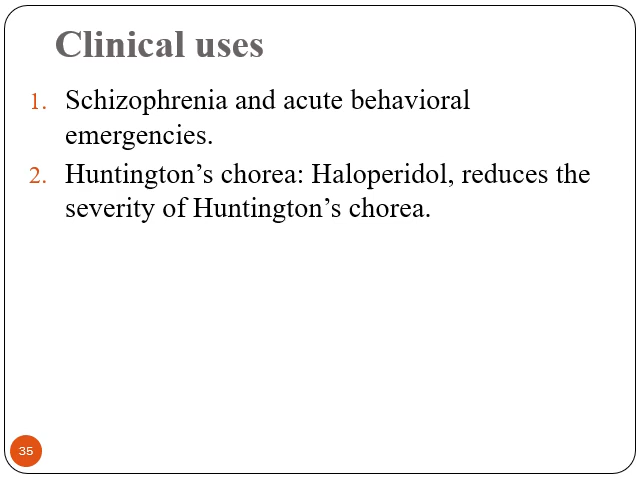 Clinical uses
1. Schizophrenia and acute behavioral
emergencies.
2. Huntington’s chorea: Haloperidol, reduces the
severity of Huntington’s chorea.
35